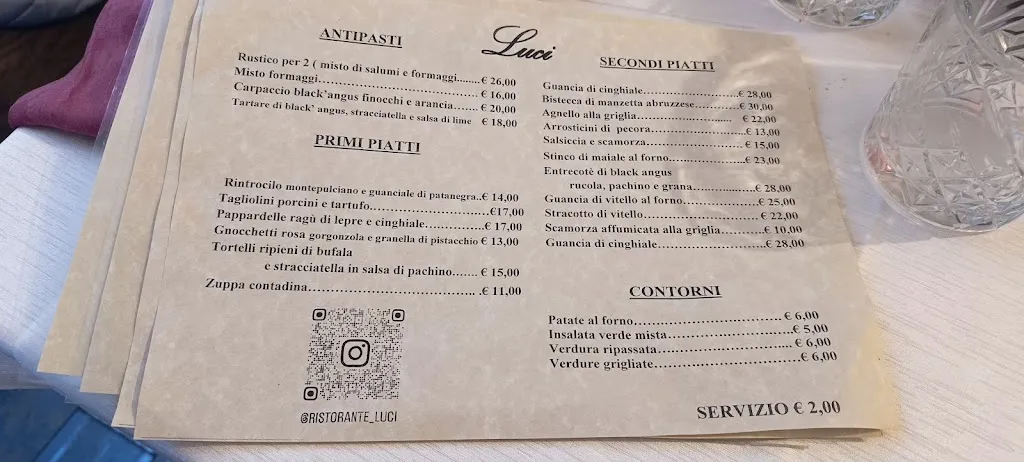 Luci
ANTIPASTI
Rustico per 2 ( misto di salumi e formaggi.......€ 26,00
Misto formaggi................................€ 16,00
Carpaccio black'angus finocchi e arancia.......€ 20,00
Tartare di black' angus, stracciatella e salsa di lime € 18,00
PRIMI PIATTI
Rintrocilo montepulciano e guanciale di patanegra..€ 14,00
Tagliolini porcini e tartufo..............................€17,00
Pappardelle ragù di lepre e cinghiale...............€ 17,00
Gnocchetti rosa gorgonzola e granella di pistacchio € 13,00
Tortelli ripieni di bufala
e stracciatella in salsa di pachino....... € 15,00
Zuppa contadina.......................................... .€ 11,00
@RISTORANTE_LUCI
SECONDI PIATTI
Guancia di cinghiale..............................€ 28,00
Bistecca di manzetta abruzzese...........€ 30,00
Agnello alla griglia........................ € 22,00
Arrosticini di pecora.........................€ 13,00
Salsiccia e scamorza..........................€ 15,00
Stinco di maiale al forno.....................€ 23,00
Entrecotè di black angus
rucola, pachino e grana...............€ 28,00
Guancia di vitello al forno..................€ 25,00
Stracotto di vitello..............................€ 22,00
Scamorza affumicata alla griglia...........€ 10,00
Guancia di cinghiale...........................€ 28,00
CONTORNI
Patate al forno................................€ 6,00
Insalata verde mista..........................€ 5,00
Verdura ripassata............................. € 6,00
Verdure grigliate...............................€ 6,00
SERVIZIO € 2,00